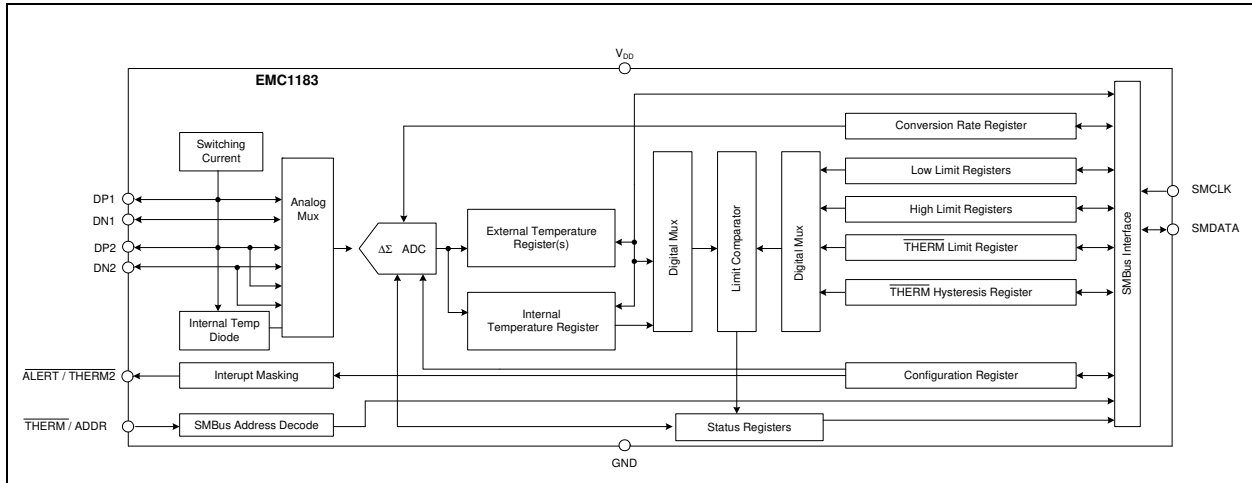 V_DD
EMC1183
Switching
Current
DP1
DN1
DP2
DN2
Analog
Mux
Internal Temp
Diode
ΔΣ ADC
External Temperature
Register(s)
Internal
Temperature Register
Digital Mux
Limit Comparator
Digital Mux
Conversion Rate Register
Low Limit Registers
High Limit Registers
THERM Limit Register
THERM Hysteresis Register
Configuration Register
SMBus Interface
SMCLK
SMDATA
ALERT / THERM2
Interupt Masking
THERM / ADDR
SMBus Address Decode
Status Registers
GND